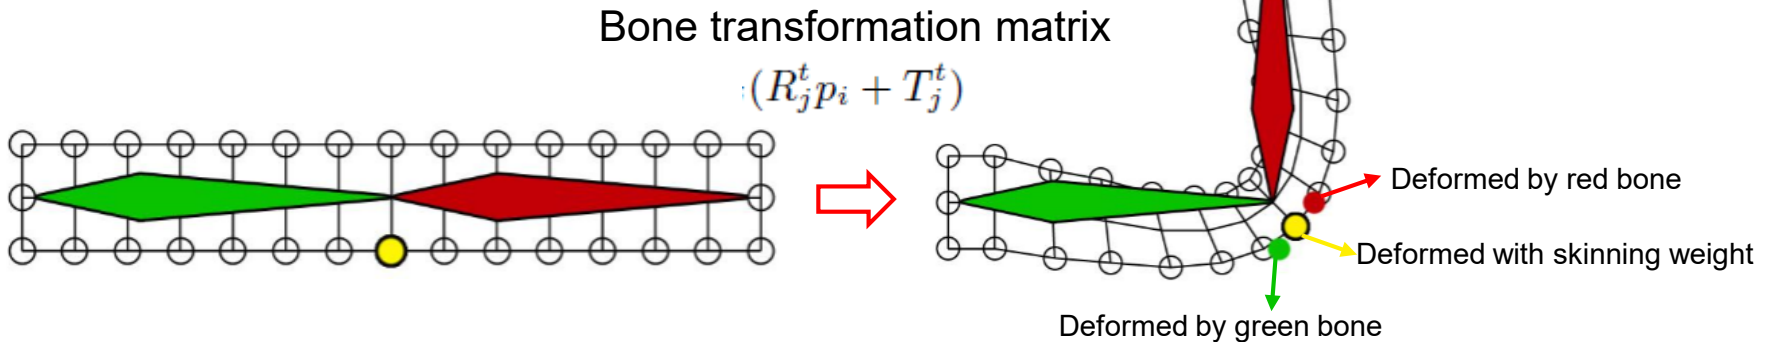 Bone transformation matrix
(R_j^t p_i + T_j^t)
Deformed by red bone
Deformed with skinning weight
Deformed by green bone